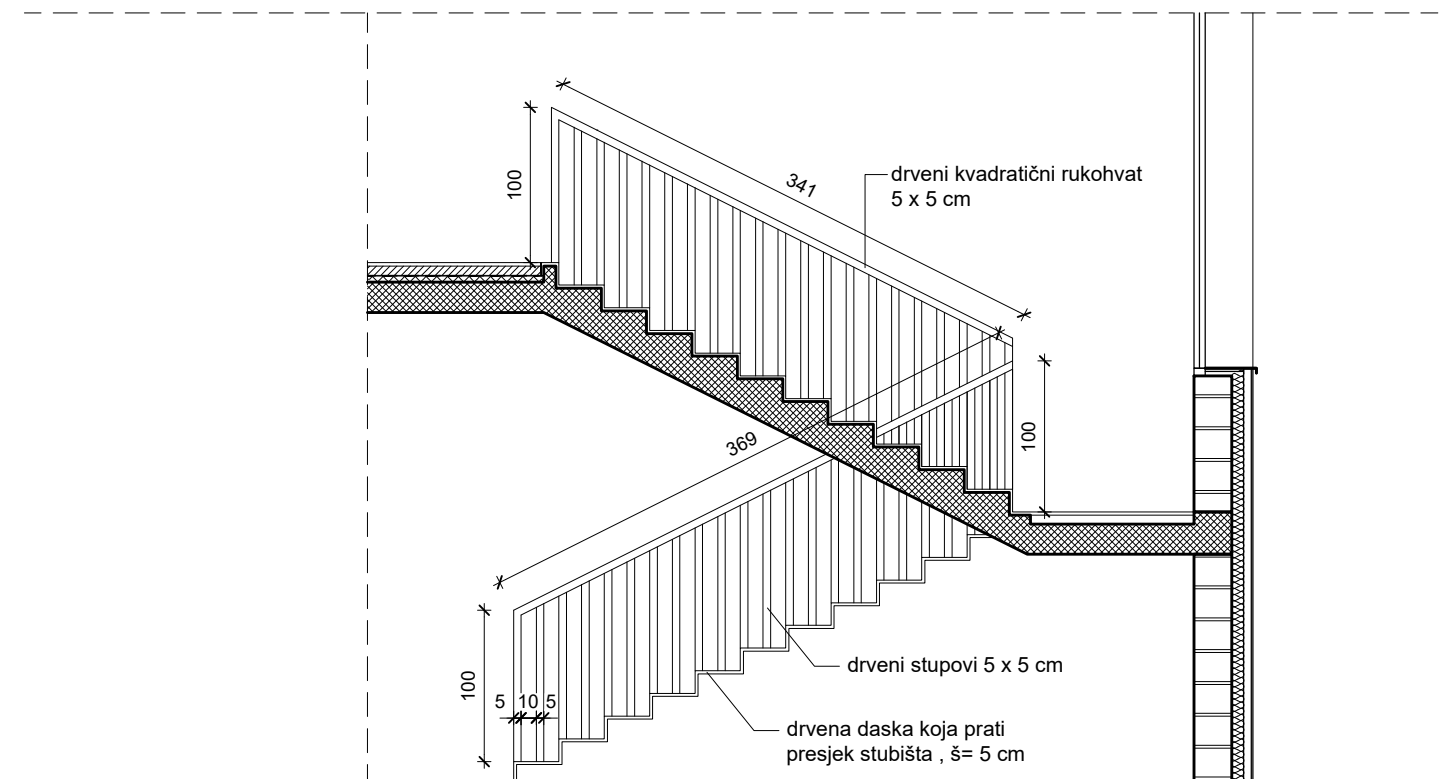 341
drveni kvadratični rukohvat
5 x 5 cm
100
369
100
drveni stupovi 5 x 5 cm
100
5 10 5
drvena daska koja prati
presjek stubišta , š= 5 cm